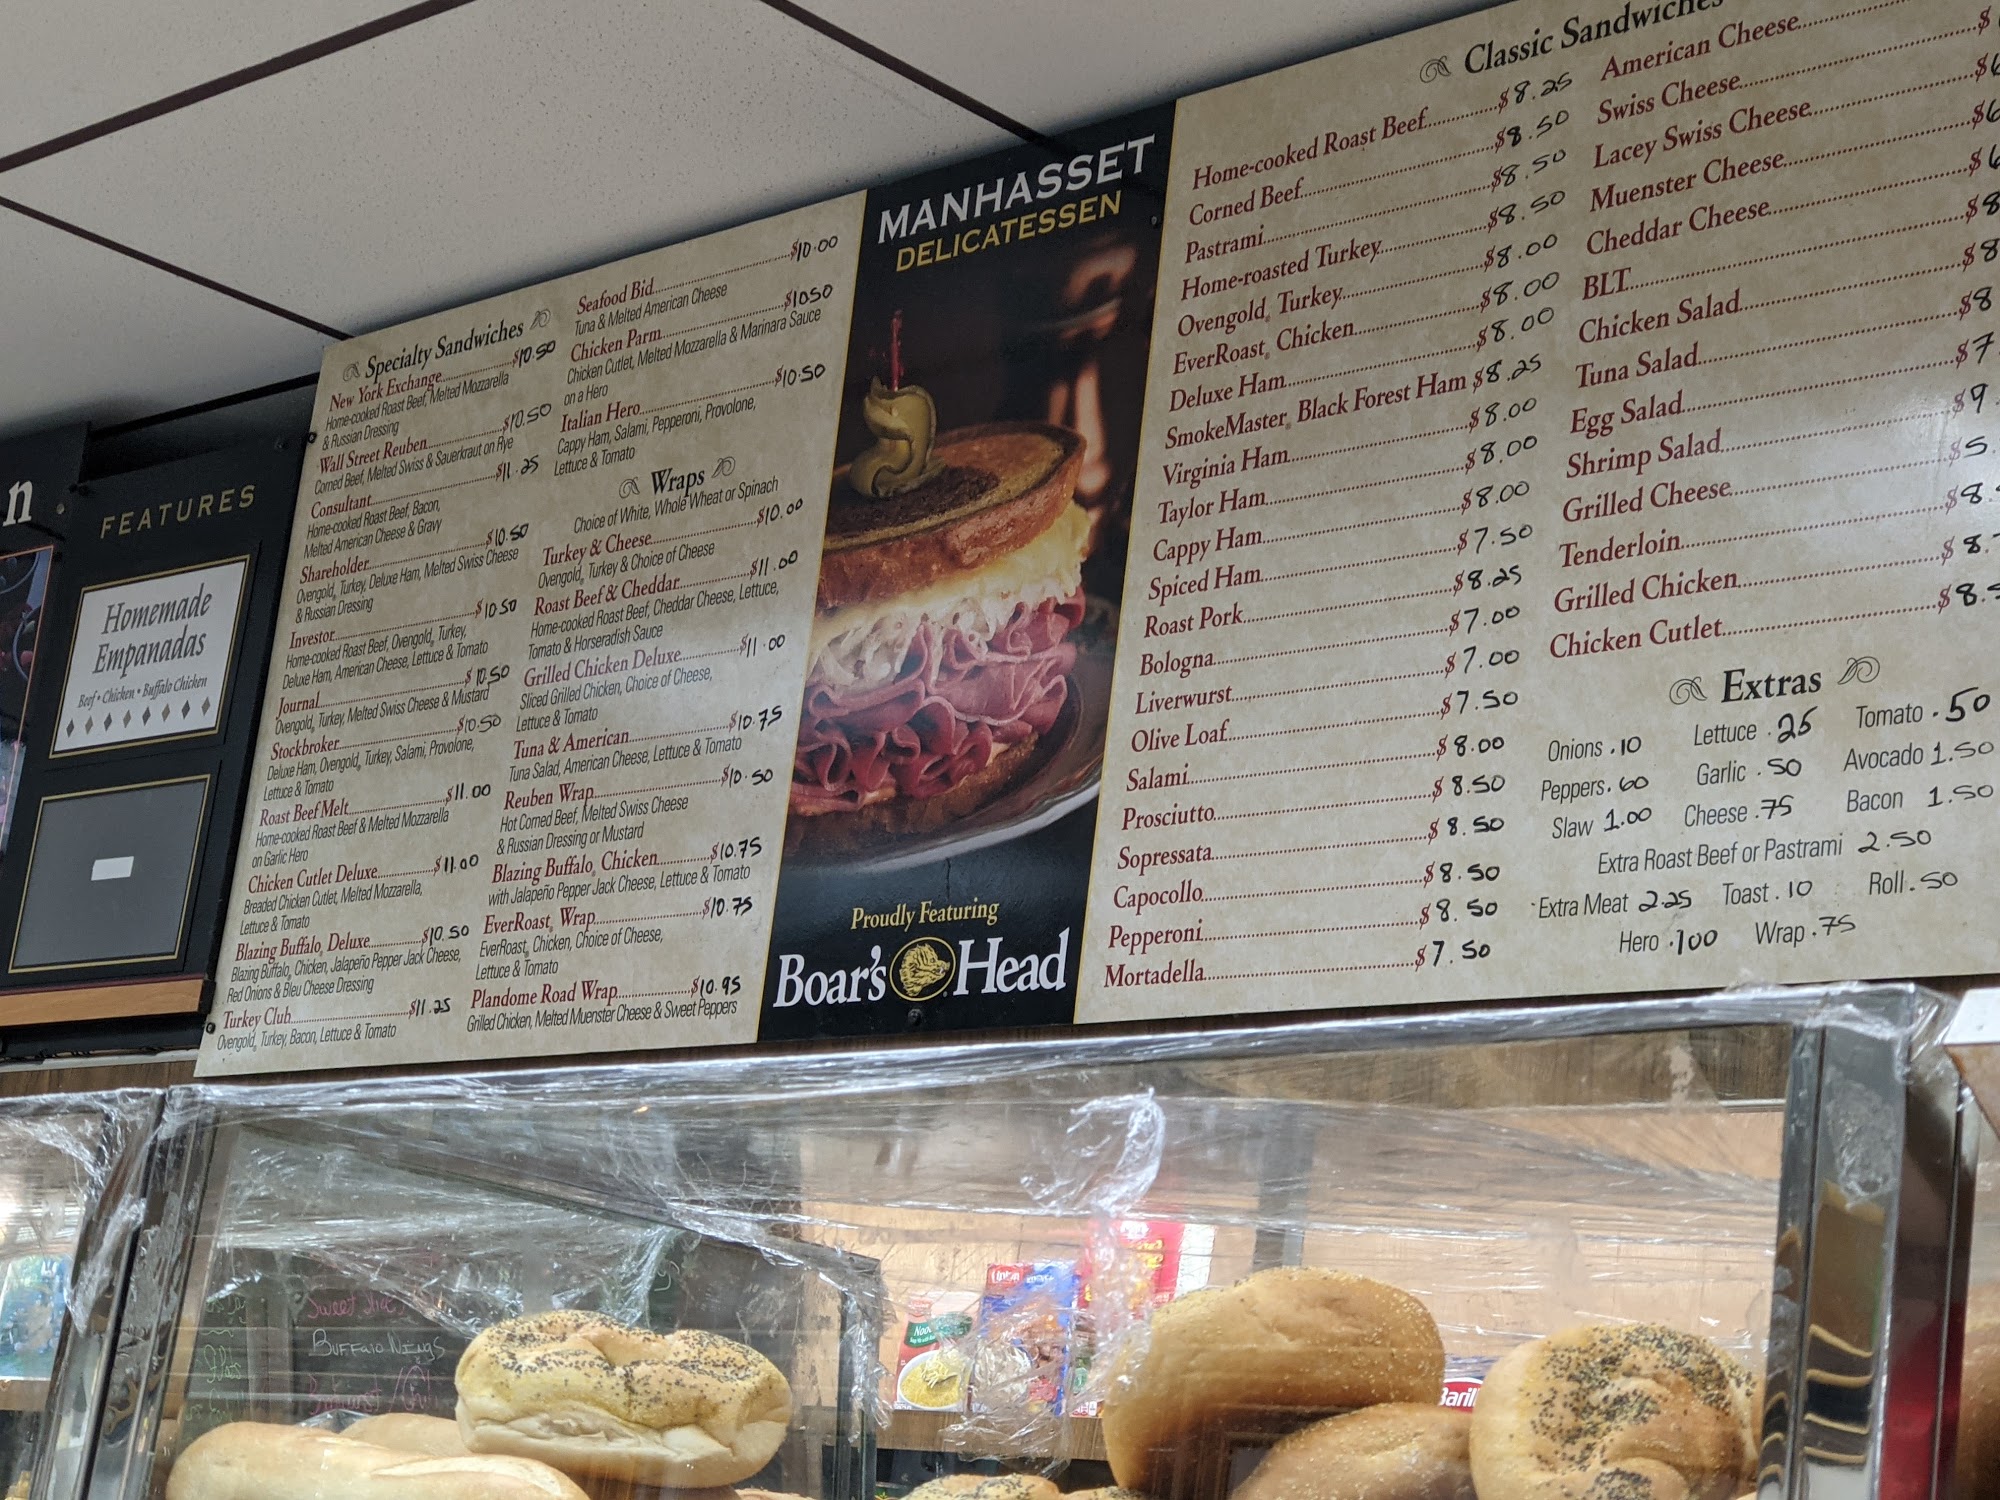 n
FEATURES
Homemade
Empanadas
Beef • Chicken • Buffalo Chicken
Specialty Sandwiches
New York Exchange $10.50
Home-cooked Roast Beef, Melted Mozzarella
& Russian Dressing
Wall Street Reuben $10.50
Corned Beef, Melted Swiss & Sauerkraut on Rye
Consultant $11.25
Home-cooked Roast Beef, Bacon,
Melted American Cheese & Gravy
Shareholder $10.50
Ovengold® Turkey, Deluxe Ham, Melted Swiss Cheese
& Russian Dressing
Investor $10.50
Home-cooked Roast Beef, Ovengold® Turkey,
Deluxe Ham, American Cheese, Lettuce & Tomato
Journal $10.50
Ovengold® Turkey, Melted Swiss Cheese & Mustard
Stockbroker $10.50
Deluxe Ham, Ovengold® Turkey, Salami, Provolone,
Lettuce & Tomato
Roast Beef Melt $11.00
Home-cooked Roast Beef & Melted Mozzarella
on Garlic Hero
Chicken Cutlet Deluxe $11.00
Breaded Chicken Cutlet, Melted Mozzarella,
Lettuce & Tomato
Blazing Buffalo® Deluxe $10.50
Blazing Buffalo® Chicken, Jalapeño Pepper Jack Cheese,
Red Onions & Bleu Cheese Dressing
Turkey Club $11.25
Ovengold® Turkey, Bacon, Lettuce & Tomato
Seafood Bid $10.00
Tuna & Melted American Cheese
Chicken Parm $10.50
Chicken Cutlet, Melted Mozzarella & Marinara Sauce
on a Hero
Italian Hero $10.50
Cappy Ham, Salami, Pepperoni, Provolone,
Lettuce & Tomato
Wraps
Choice of White, Whole Wheat or Spinach
Turkey & Cheese $10.00
Ovengold® Turkey & Choice of Cheese
Roast Beef & Cheddar $11.00
Home-cooked Roast Beef, Cheddar Cheese, Lettuce,
Tomato & Horseradish Sauce
Grilled Chicken Deluxe $11.00
Sliced Grilled Chicken, Choice of Cheese,
Lettuce & Tomato
Tuna & American $10.75
Tuna Salad, American Cheese, Lettuce & Tomato
Reuben Wrap $10.50
Hot Corned Beef, Melted Swiss Cheese
& Russian Dressing or Mustard
Blazing Buffalo® Chicken $10.75
with Jalapeño Pepper Jack Cheese, Lettuce & Tomato
EverRoast® Wrap $10.75
EverRoast® Chicken, Choice of Cheese,
Lettuce & Tomato
Plandome Road Wrap $10.95
Grilled Chicken, Melted Muenster Cheese & Sweet Peppers
MANHASSET
DELICATESSEN
Proudly Featuring
Boar's Head
Classic Sandwiches
Home-cooked Roast Beef $8.25
Corned Beef $8.50
Pastrami $8.50
Home-roasted Turkey $8.50
Ovengold® Turkey $8.00
EverRoast® Chicken $8.00
Deluxe Ham $8.00
SmokeMaster® Black Forest Ham $8.25
Virginia Ham $8.00
Taylor Ham $8.00
Cappy Ham $8.00
Spiced Ham $7.50
Roast Pork $8.25
Bologna $7.00
Liverwurst $7.00
Olive Loaf $7.50
Salami $8.00
Prosciutto $8.50
Sopressata $8.50
Capocollo $8.50
Pepperoni $8.50
Mortadella $7.50
American Cheese
Swiss Cheese $
Lacey Swiss Cheese $6
Muenster Cheese $6
Cheddar Cheese $6
BLT $8
Chicken Salad $8
Tuna Salad $8
Egg Salad $7.
Shrimp Salad $9.
Grilled Cheese $5.
Tenderloin $8.
Grilled Chicken $8.
Chicken Cutlet $8.
Extras
Onions .10 Lettuce .25 Tomato .50
Peppers .60 Garlic .50 Avocado 1.50
Slaw 1.00 Cheese .75 Bacon 1.50
Extra Roast Beef or Pastrami 2.50
Extra Meat 2.25 Toast .10 Roll .50
Hero .100 Wrap .75
Sweet
Buffalo Wings
Lipton
Noo
Baril